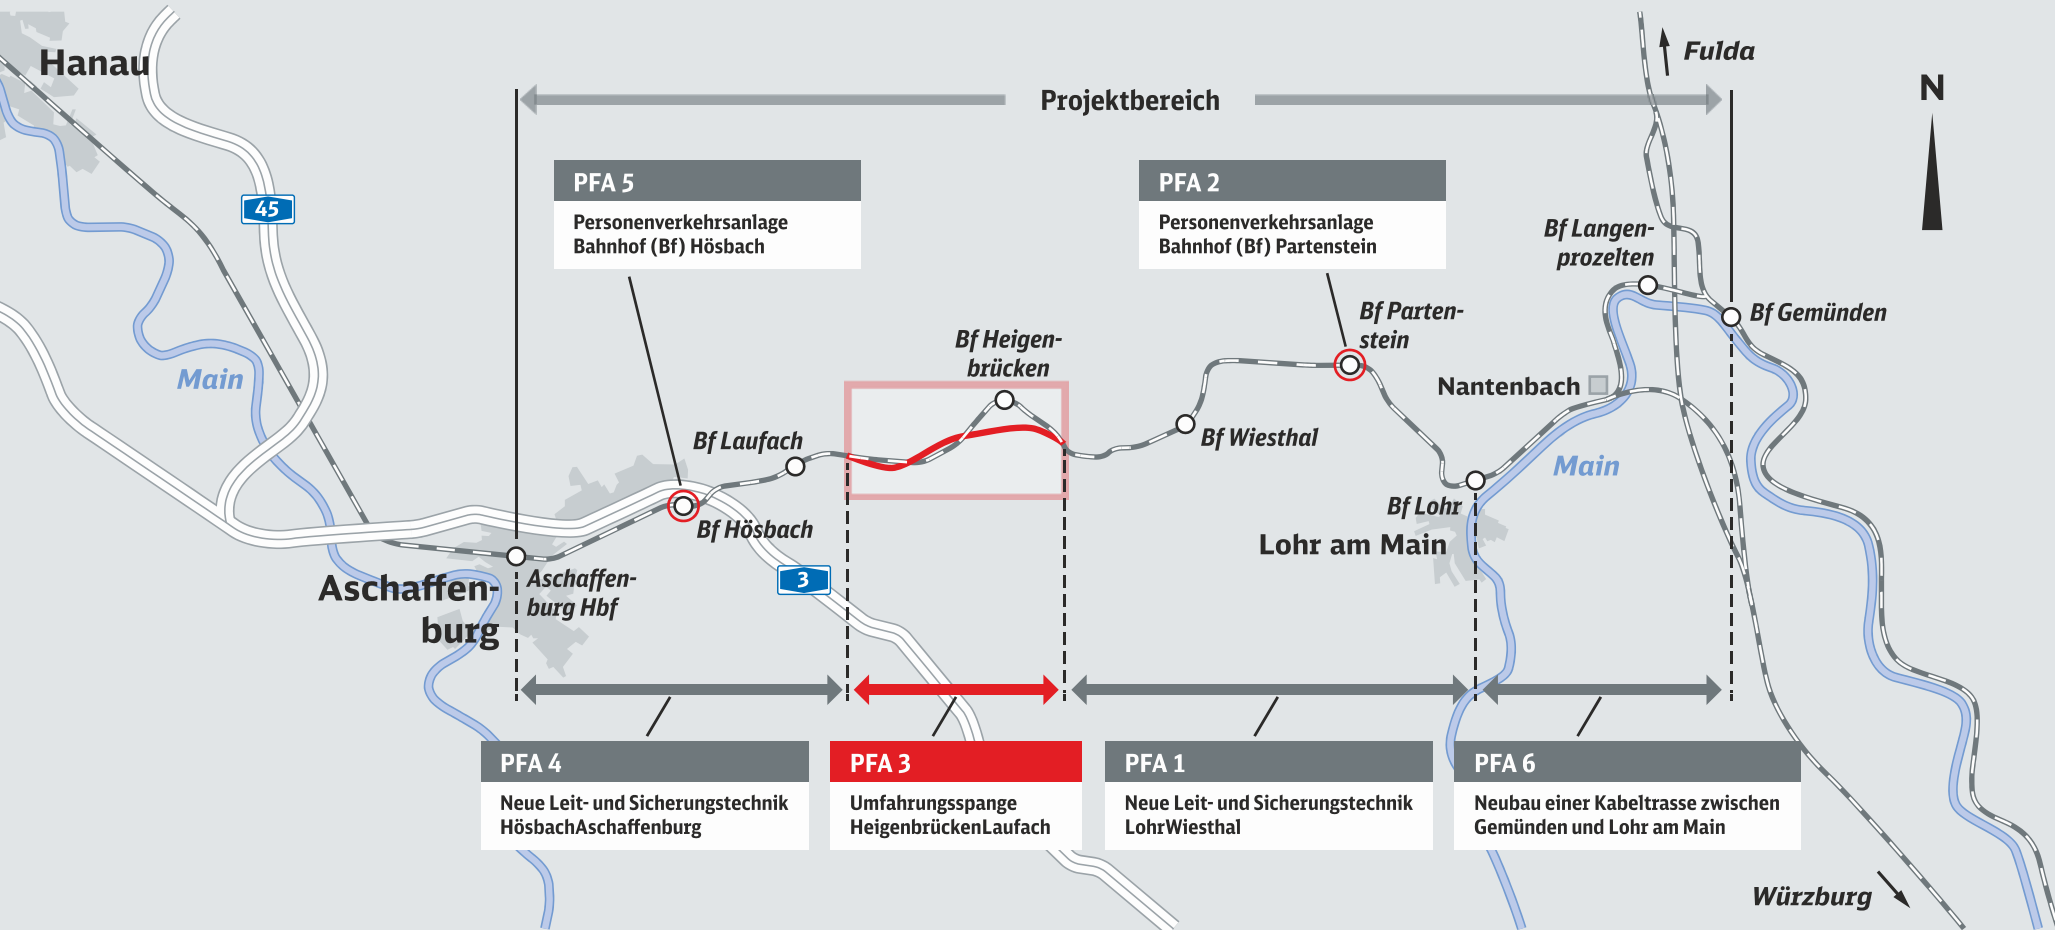 Hanau
Fulda
N
Projektbereich
45
PFA 5
Personenverkehrsanlage
Bahnhof (Bf) Hösbach
PFA 2
Personenverkehrsanlage
Bahnhof (Bf) Partenstein
Bf Langen-
prozelten
Bf Gemünden
Bf Parten-
stein
Bf Heigen-
brücken
Main
Nantenbach
Bf Laufach
Bf Wiesthal
Main
Bf Lohr
Bf Hösbach
Lohr am Main
3
Aschaffen-
burg
Aschaffen-
burg Hbf
PFA 4
Neue Leit- und Sicherungstechnik
HösbachAschaffenburg
PFA 3
Umfahrungsspange
HeigenbrückenLaufach
PFA 1
Neue Leit- und Sicherungstechnik
LohrWiesthal
PFA 6
Neubau einer Kabeltrasse zwischen
Gemünden und Lohr am Main
Würzburg